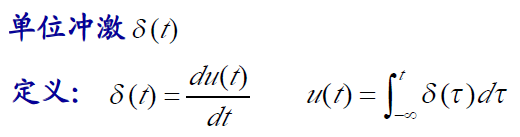 单位冲激 δ(t)
定义： δ(t) = du(t)/dt u(t) = ∫_{-∞}^{t} δ(τ)dτ